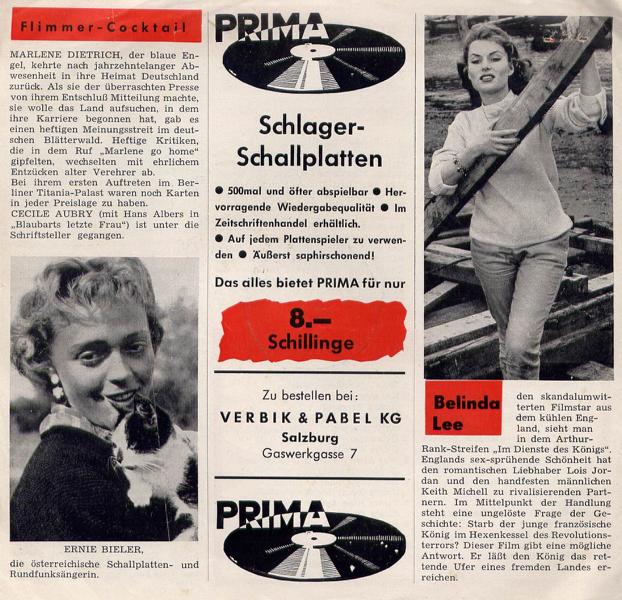 Flimmer-Cocktail
MARLENE DIETRICH, der blaue En-
gel, kehrte nach jahrzehntelanger Ab-
wesenheit in ihre Heimat Deutschland
zurück. Als sie der überraschten Presse
von ihrem Entschluß Mitteilung machte,
sie wolle das Land aufsuchen, in dem
ihre Karriere begonnen hat, gab es
einen heftigen Meinungsstreit im deut-
schen Blätterwald. Heftige Kritiken,
die in dem Ruf „Marlene go home"
gipfelten, wechselten mit ehrlichem
Entzücken alter Verehrer ab.
Bei ihrem ersten Auftreten im Ber-
liner Titania-Palast waren noch Karten
in jeder Preislage zu haben.
CECILE AUBRY (mit Hans Albers in
„Blaubarts letzte Frau") ist unter die
Schriftsteller gegangen.
ERNIE BIELER,
die österreichische Schallplatten- und
Rundfunksängerin.
PRIMA
Schlager-
Schallplatten
● 500mal und öfter abspielbar ● Her-
vorragende Wiedergabequalität ● Im
Zeitschriftenhandel erhältlich.
● Auf jedem Plattenspieler zu verwen-
den ● Äußerst saphirschonend!
Das alles bietet PRIMA für nur
8.—
Schillinge
Zu bestellen bei:
VERBIK & PABEL KG
Salzburg
Gaswerkgasse 7
PRIMA
Belinda
Lee
den skandalumwit-
terten Filmstar aus
dem kühlen Eng-
land, sieht man
in dem Arthur-
Rank-Streifen „Im Dienste des Königs".
Englands sex-sprühende Schönheit hat
den romantischen Liebhaber Lois Jor-
dan und den handfesten männlichen
Keith Michell zu rivalisierenden Part-
nern. Im Mittelpunkt der Handlung
steht eine ungelöste Frage der Ge-
schichte: Starb der junge französische
König im Hexenkessel des Revolutions-
terrors? Dieser Film gibt eine mögliche
Antwort. Er läßt den König das ret-
tende Ufer eines fremden Landes er-
reichen.